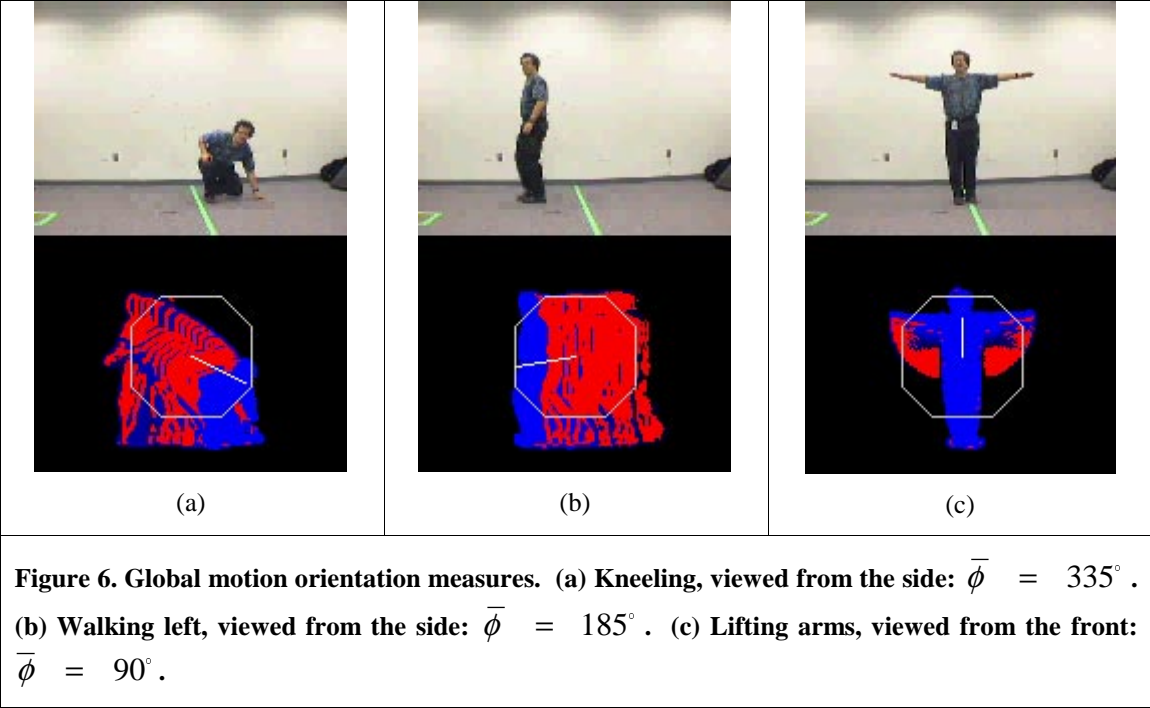 (a) (b) (c)
Figure 6. Global motion orientation measures. (a) Kneeling, viewed from the side: ϕ̅ = 335°.
(b) Walking left, viewed from the side: ϕ̅ = 185°. (c) Lifting arms, viewed from the front:
ϕ̅ = 90°.